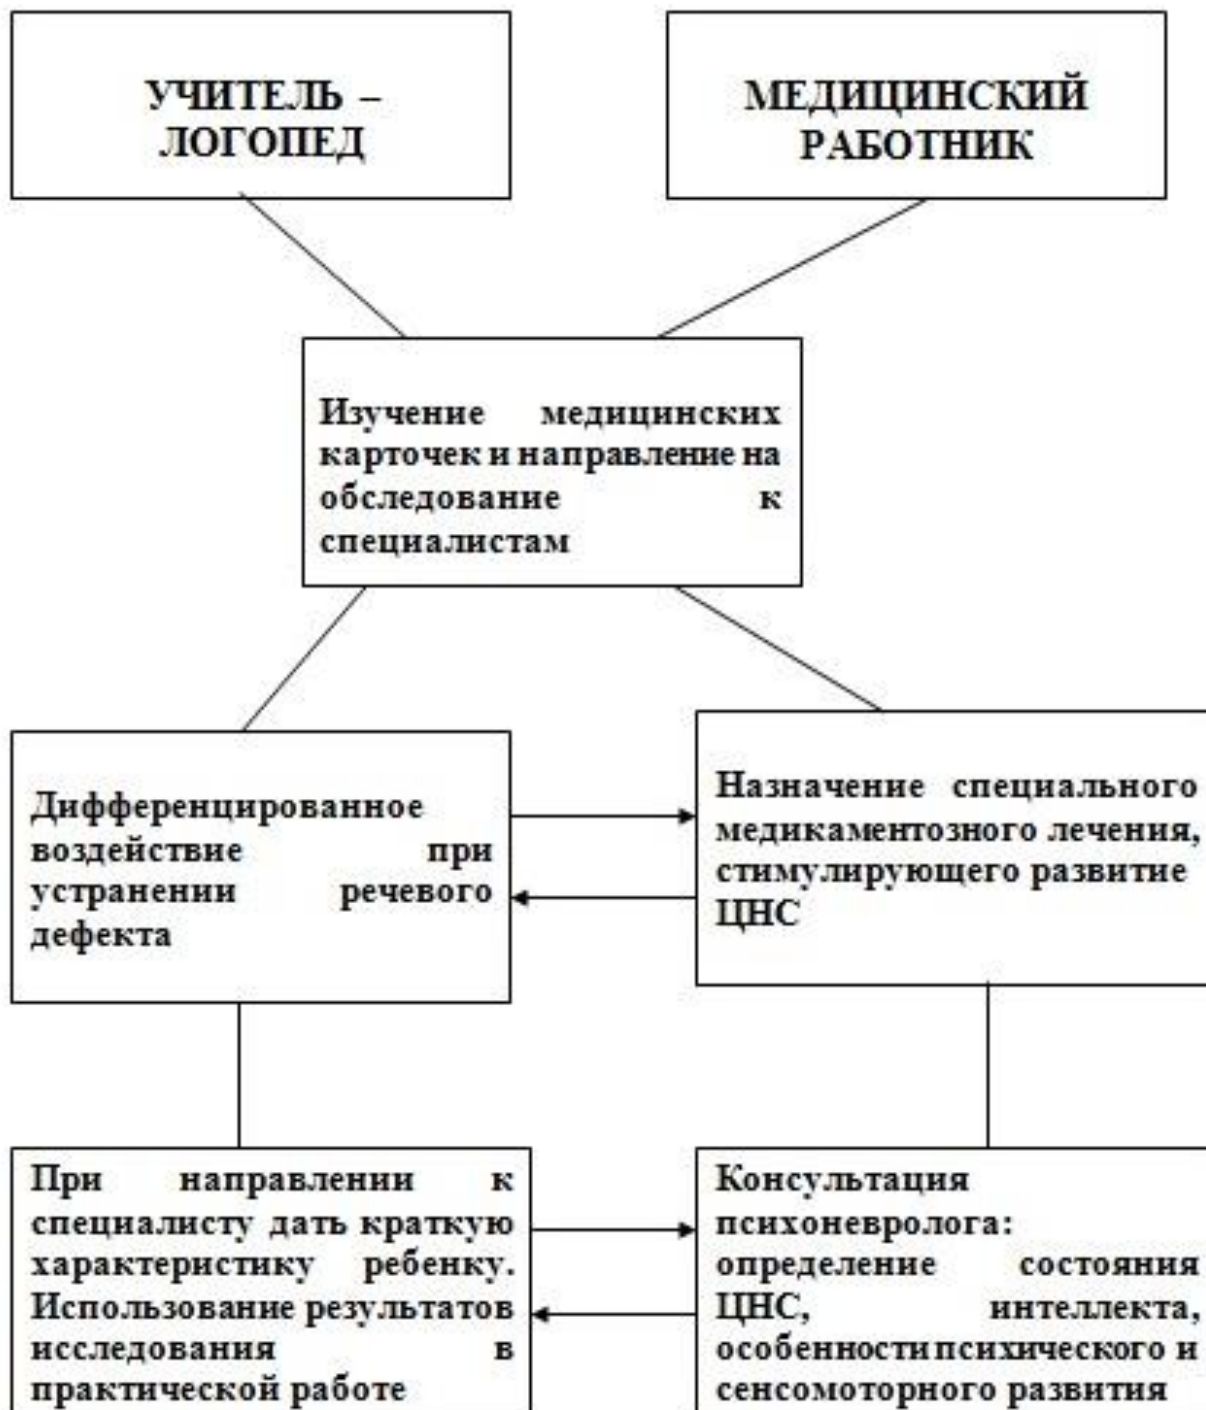 УЧИТЕЛЬ –
ЛОГОПЕД
МЕДИЦИНСКИЙ
РАБОТНИК
Изучение медицинских
карточек и направление на
обследование к
специалистам
Дифференцированное
воздействие при
устранении речевого
дефекта
Назначение специального
медикаментозного лечения,
стимулирующего развитие
ЦНС
При направлении к
специалисту дать краткую
характеристику ребенку.
Использование результатов
исследования в
практической работе
Консультация
психоневролога:
определение состояния
ЦНС, интеллекта,
особенности психического и
сенсомоторного развития